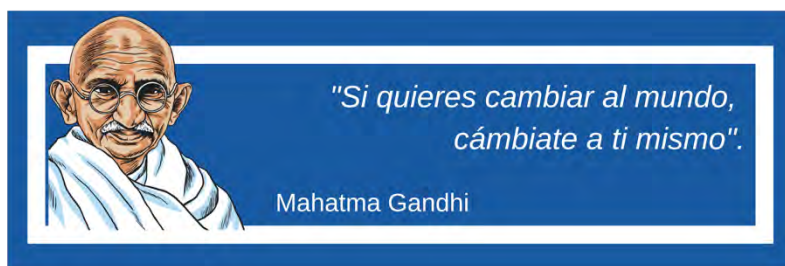 "Si quieres cambiar al mundo,
cámbiate a ti mismo".
Mahatma Gandhi